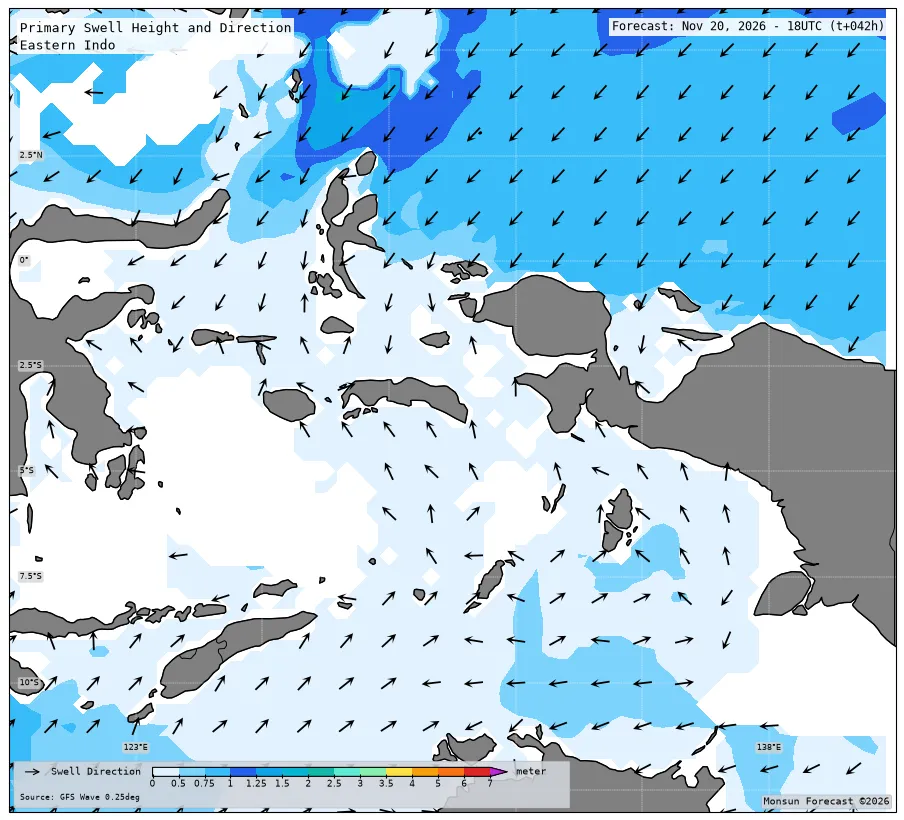 Primary Swell Height and Direction
Eastern Indo
Forecast: Nov 20, 2026 - 18UTC (t+042h)
2.5°N
0°
2.5°S
5°S
7.5°S
10°S
123°E
138°E
Swell Direction
0 0.5 0.75 1 1.25 1.5 2 2.5 3 3.5 4 5 6 7
meter
Source: GFS Wave 0.25deg
Monsun Forecast ©2026